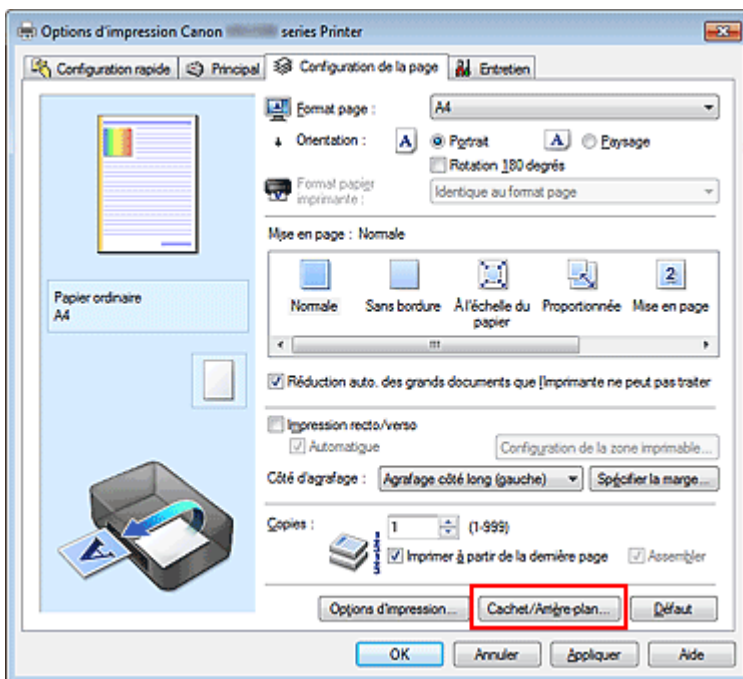 Options d'impression Canon series Printer
Configuration rapide Principal Configuration de la page Entretien
Format page : A4
Orientation : A Portrait A Paysage
Rotation 180 degrés
Format papier imprimante : Identique au format page
Mise en page : Normale
Normale Sans bordure À l'échelle du papier Proportionnée Mise en page
Papier ordinaire
A4
Réduction auto. des grands documents que l'imprimante ne peut pas traiter
Impression recto/verso
Automatique Configuration de la zone imprimable...
Côté d'agrafage : Agrafage côté long (gauche) Spécifier la marge...
Copies : 1 (1-999)
Imprimer à partir de la dernière page Assembler
Options d'impression... Cachet/Arrière-plan... Défaut
OK Annuler Appliquer Aide